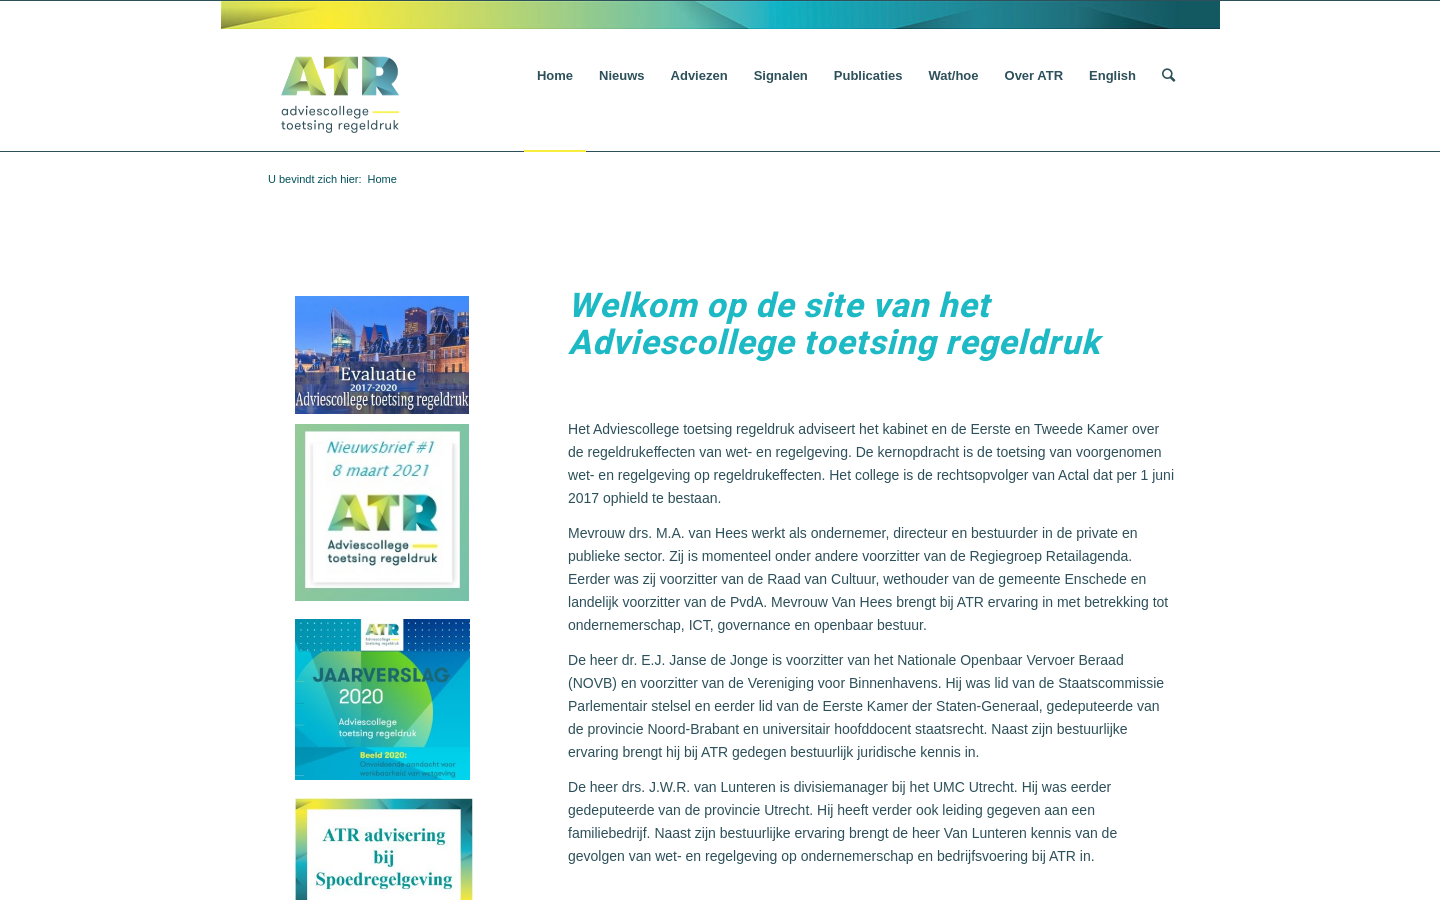 ATR
adviescollege
toetsing regeldruk
Home
Nieuws
Adviezen
Signalen
Publicaties
Wat/hoe
Over ATR
English
U bevindt zich hier: Home
Evaluatie
2017-2020
Adviescollege toetsing regeldruk
Nieuwsbrief #1
8 maart 2021
ATR
Adviescollege
toetsing regeldruk
ATR
JAARVERSLAG
2020
Adviescollege
toetsing regeldruk
Beeld 2020:
Onvoldoende aandacht voor
werkbaarheid van wetgeving
ATR advisering
bij
Spoedregelgeving
Welkom op de site van het
Adviescollege toetsing regeldruk
Het Adviescollege toetsing regeldruk adviseert het kabinet en de Eerste en Tweede Kamer over
de regeldrukeffecten van wet- en regelgeving. De kernopdracht is de toetsing van voorgenomen
wet- en regelgeving op regeldrukeffecten. Het college is de rechtsopvolger van Actal dat per 1 juni
2017 ophield te bestaan.
Mevrouw drs. M.A. van Hees werkt als ondernemer, directeur en bestuurder in de private en
publieke sector. Zij is momenteel onder andere voorzitter van de Regiegroep Retailagenda.
Eerder was zij voorzitter van de Raad van Cultuur, wethouder van de gemeente Enschede en
landelijk voorzitter van de PvdA. Mevrouw Van Hees brengt bij ATR ervaring in met betrekking tot
ondernemerschap, ICT, governance en openbaar bestuur.
De heer dr. E.J. Janse de Jonge is voorzitter van het Nationale Openbaar Vervoer Beraad
(NOVB) en voorzitter van de Vereniging voor Binnenhavens. Hij was lid van de Staatscommissie
Parlementair stelsel en eerder lid van de Eerste Kamer der Staten-Generaal, gedeputeerde van
de provincie Noord-Brabant en universitair hoofddocent staatsrecht. Naast zijn bestuurlijke
ervaring brengt hij bij ATR gedegen bestuurlijk juridische kennis in.
De heer drs. J.W.R. van Lunteren is divisiemanager bij het UMC Utrecht. Hij was eerder
gedeputeerde van de provincie Utrecht. Hij heeft verder ook leiding gegeven aan een
familiebedrijf. Naast zijn bestuurlijke ervaring brengt de heer Van Lunteren kennis van de
gevolgen van wet- en regelgeving op ondernemerschap en bedrijfsvoering bij ATR in.